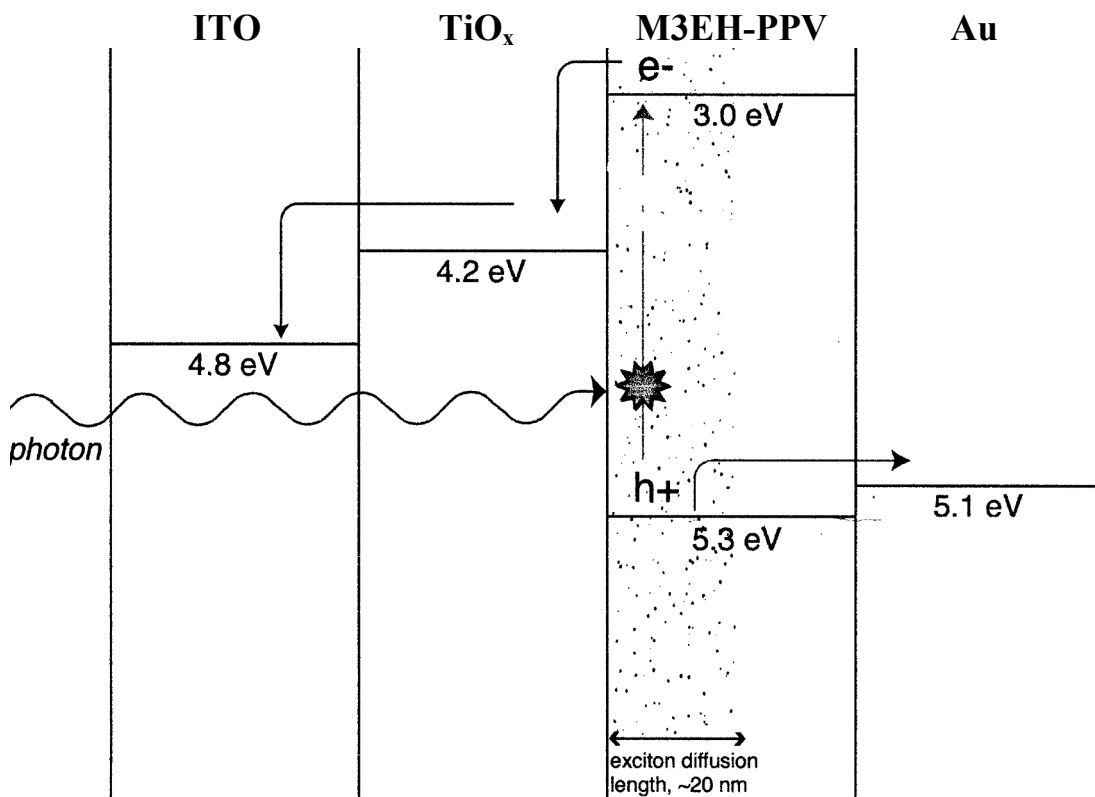 ITO TiOₓ M3EH-PPV Au
e-
3.0 eV
4.2 eV
4.8 eV
photon
h+
5.1 eV
5.3 eV
exciton diffusion
length, ~20 nm